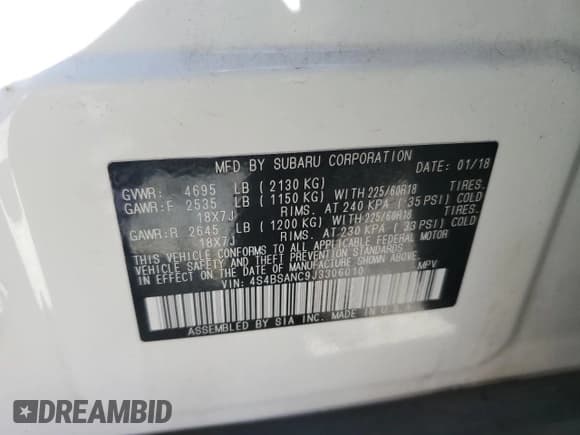 MFD BY SUBARU CORPORATION DATE: 01/18
GVWR: 4695 LB ( 2130 KG)
GAWR:F 2535 LB ( 1150 KG) WITH 225/60R18 TIRES.
18X7J RIMS. AT 240 KPA ( 35 PSI) COLD
GAWR:R 2645 LB ( 1200 KG) WITH 225/60R18 TIRES.
18X7J RIMS. AT 230 KPA ( 33 PSI) COLD
THIS VEHICLE CONFORMS TO ALL APPLICABLE FEDERAL MOTOR
VEHICLE SAFETY AND THEFT PREVENTION STANDARDS
IN EFFECT ON THE DATE OF MANUFACTURE SHOWN ABOVE.
VIN: 4S4BSANC9J3306010 MPV
ASSEMBLED BY SIA INC. MADE IN U.S.A.
DREAMBID